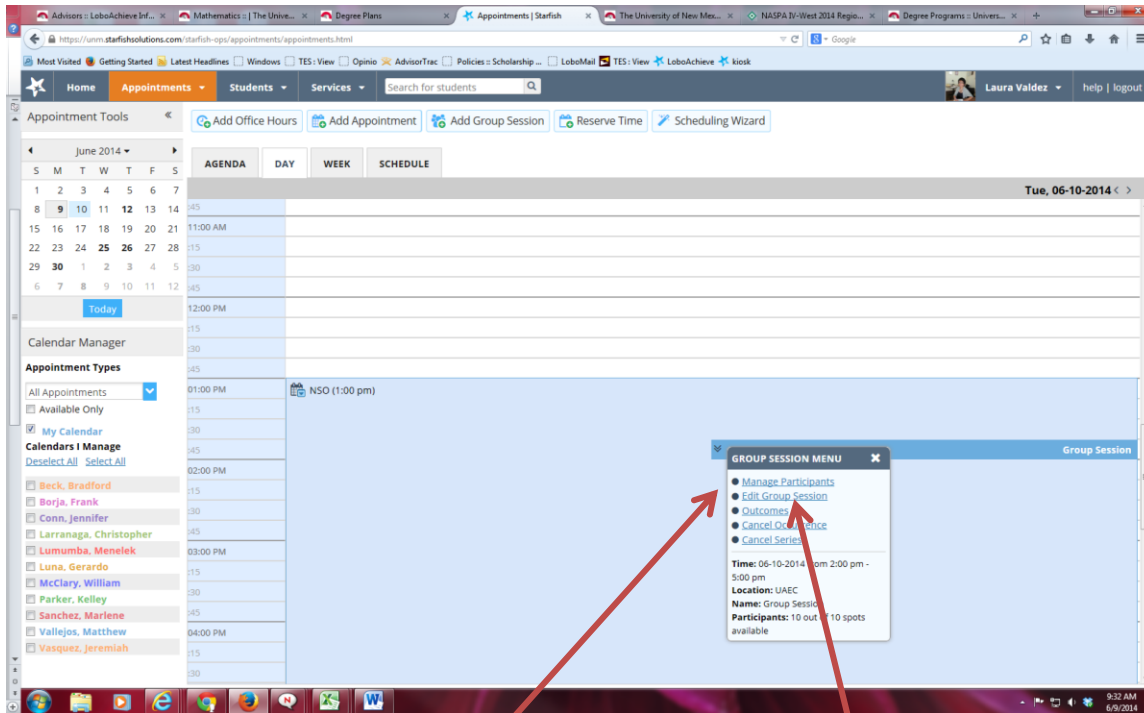 Advisors :: LoboAchieve Inf...
Mathematics :: | The Unive...
Degree Plans
Appointments | Starfish
The University of New Mex...
NASPA IV-West 2014 Regio...
Degree Programs :: Univers...
https://unm.starfishsolutions.com/starfish-ops/appointments/appointments.html
Google
Most Visited Getting Started Latest Headlines Windows TES : View Opinio AdvisorTrac Policies :: Scholarship ... LoboMail TES : View LoboAchieve kiosk
Home Appointments Students Services Search for students Laura Valdez help | logout
Appointment Tools
Add Office Hours Add Appointment Add Group Session Reserve Time Scheduling Wizard
June 2014
AGENDA DAY WEEK SCHEDULE
S M T W T F S
Tue, 06-10-2014
1 2 3 4 5 6 7
8 9 10 11 12 13 14
15 16 17 18 19 20 21
22 23 24 25 26 27 28
29 30 1 2 3 4 5
6 7 8 9 10 11 12
Today
Calendar Manager
Appointment Types
All Appointments
Available Only
My Calendar
Calendars I Manage
Deselect All Select All
Beck, Bradford
Borja, Frank
Conn, Jennifer
Larranaga, Christopher
Lumumba, Menelek
Luna, Gerardo
McClary, William
Parker, Kelley
Sanchez, Marlene
Vallejos, Matthew
Vasquez, Jeremiah
:45
11:00 AM
:15
:30
:45
12:00 PM
:15
:30
:45
01:00 PM
:15
:30
:45
02:00 PM
:15
:30
:45
03:00 PM
:15
:30
:45
04:00 PM
:15
:30
NSO (1:00 pm)
Group Session
GROUP SESSION MENU
Manage Participants
Edit Group Session
Outcomes
Cancel Occurrence
Cancel Series
Time: 06-10-2014 from 2:00 pm -
5:00 pm
Location: UAEC
Name: Group Session
Participants: 10 out of 10 spots
available
9:32 AM
6/9/2014